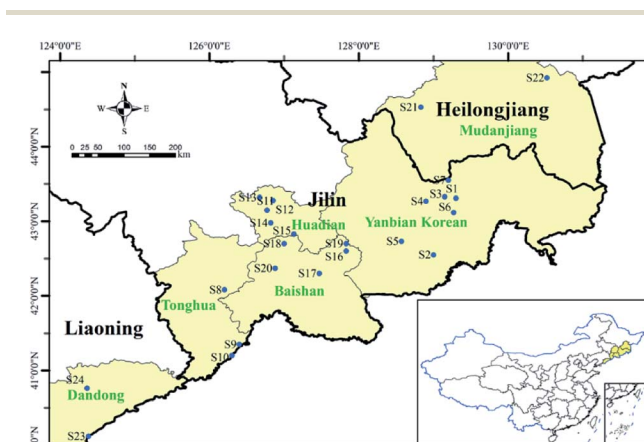 124°0'0"E 126°0'0"E 128°0'0"E 130°0'0"E
N
W E
S
0 25 50 100 150 200
km
44°0'0"N
43°0'0"N
42°0'0"N
41°0'0"N
S22
S21
Heilongjiang
Mudanjiang
S7
S3 S1
S4 S6
S13 S11
S12
Jilin
S14
S15 Huadian
Yanbian Korean
S18 S19
S16
S5
S2
S20 S17
Baishan
S8
Tonghua
Liaoning
S9
S10
S24
Dandong
S23